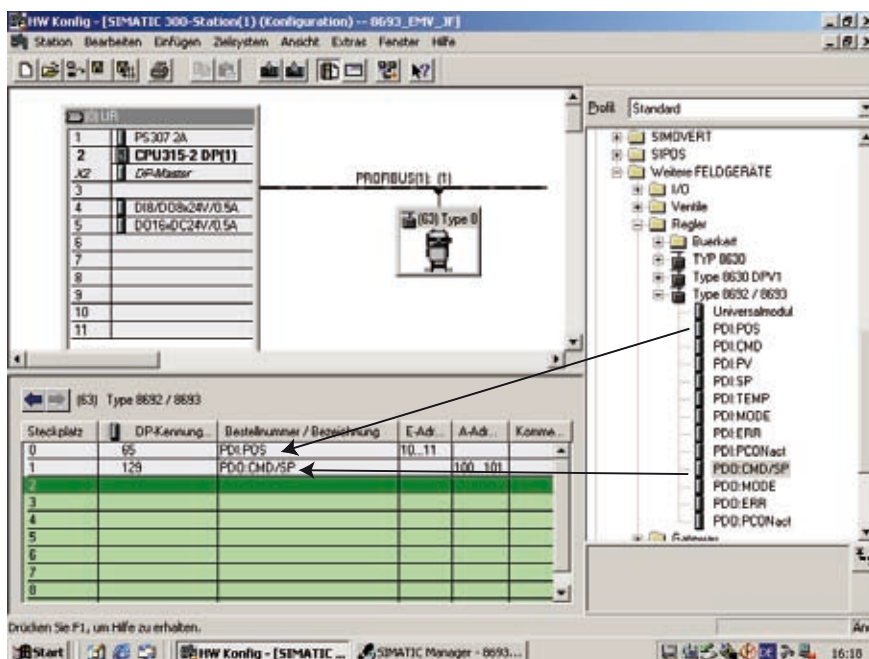 HW Konfig - [SIMATIC 300-Station(1) (Konfiguration) -- 8693_EMV_JF]
Station Bearbeiten Einfügen Zielsystem Ansicht Extras Fenster Hilfe
(0) UR
1 PS 307 2A
2 CPU315-2 DP(1)
X2 DP-Master
3
4 DI8/DO8x24V/0.5A
5 DO16xDC24V/0.5A
6
7
8
9
10
11
PROFIBUS(1): (1)
(63) Type 8
Profil Standard
SIMOVERT
SIPOS
Weitere FELDGERÄTE
I/O
Ventile
Regler
Buerkert
TYP 8630
Type 8630 DPV1
Type 8692 / 8693
Universalmodul
PDI:POS
PDI:CMD
PDI:PV
PDI:SP
PDI:TEMP
PDI:MODE
PDI:ERR
PDI:PCONact
PDO:CMD/SP
PDO:MODE
PDO:ERR
PDO:PCONact
Gateway
(63) Type 8692 / 8693
Steckplatz DP-Kennung... Bestellnummer / Bezeichnung E-Adr... A-Adr... Komme...
0 65 PDI:POS 10...11
1 129 PDO:CMD/SP 100...101
2
3
4
5
6
7
8
Drücken Sie F1, um Hilfe zu erhalten.
Start HW Konfig - [SIMATIC ... SIMATIC Manager - 8693... DE 16:18